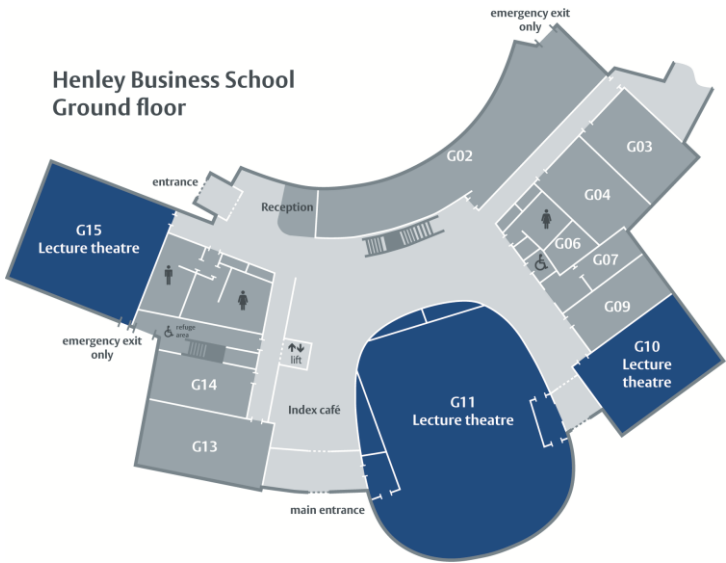 Henley Business School
Ground floor
emergency exit
only
G02
G03
G04
G06
G07
G09
entrance
Reception
G15
Lecture theatre
emergency exit
only
refuge
area
lift
G14
G13
Index café
main entrance
G11
Lecture theatre
G10
Lecture
theatre